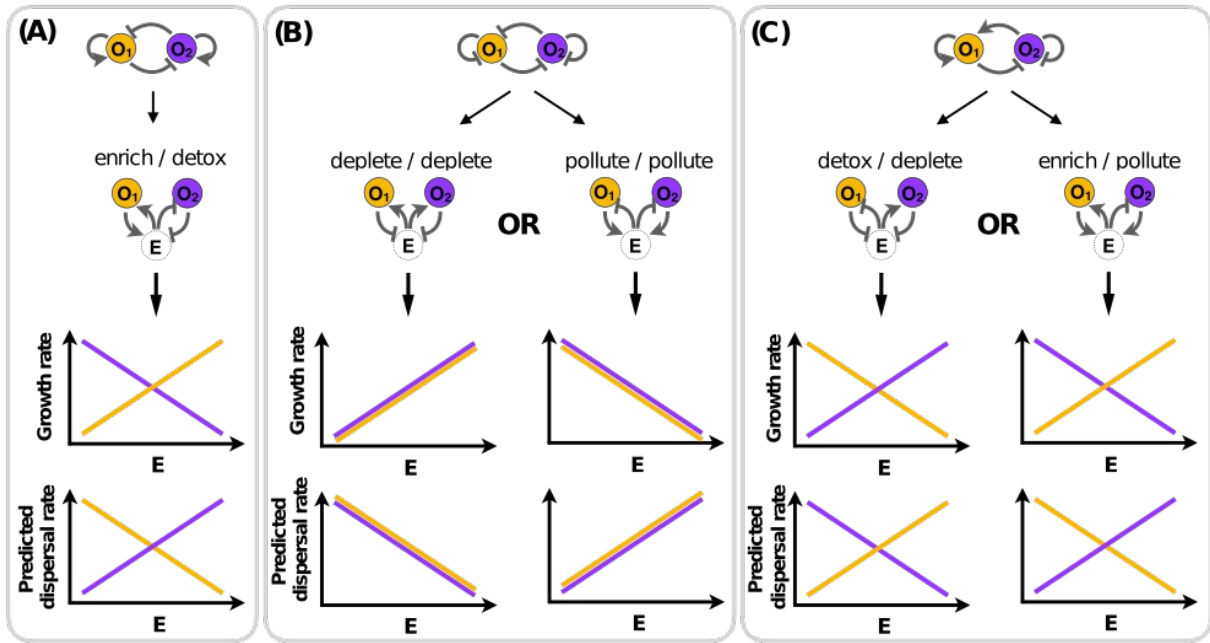 (A)
O1 O2
enrich / detox
O1 O2
E
Growth rate
E
Predicted
dispersal rate
E
(B)
O1 O2
deplete / deplete
O1 O2
E
OR
pollute / pollute
O1 O2
E
Growth rate
E
E
Predicted
dispersal rate
E
E
(C)
O1 O2
detox / deplete
O1 O2
E
OR
enrich / pollute
O1 O2
E
Growth rate
E
E
Predicted
dispersal rate
E
E